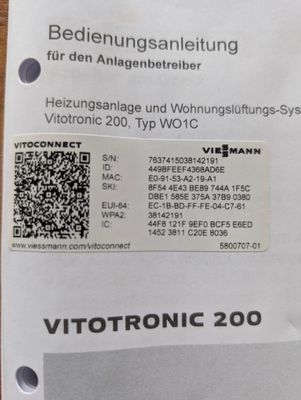 Bedienungsanleitung
für den Anlagenbetreiber
Heizungsanlage und Wohnungslüftungs-Sys
Vitotronic 200, Typ WO1C
VITOCONNECT
VIESMANN
S/N: 7637415038142191
ID: 449BFEEF4368AD6E
MAC: E0-91-53-A2-19-A1
SKI: 8F54 4E43 BE89 744A 1F5C
DBE1 585E 375A 37B9 0380
EUI-64: EC-1B-BD-FF-FE-04-C7-61
WPA2: 38142191
IC: 44F8 121F 9EF0 BCF5 E6ED
1452 3811 C20E 8036
www.viessmann.com/vitoconnect
5800707-01
VITOTRONIC 200